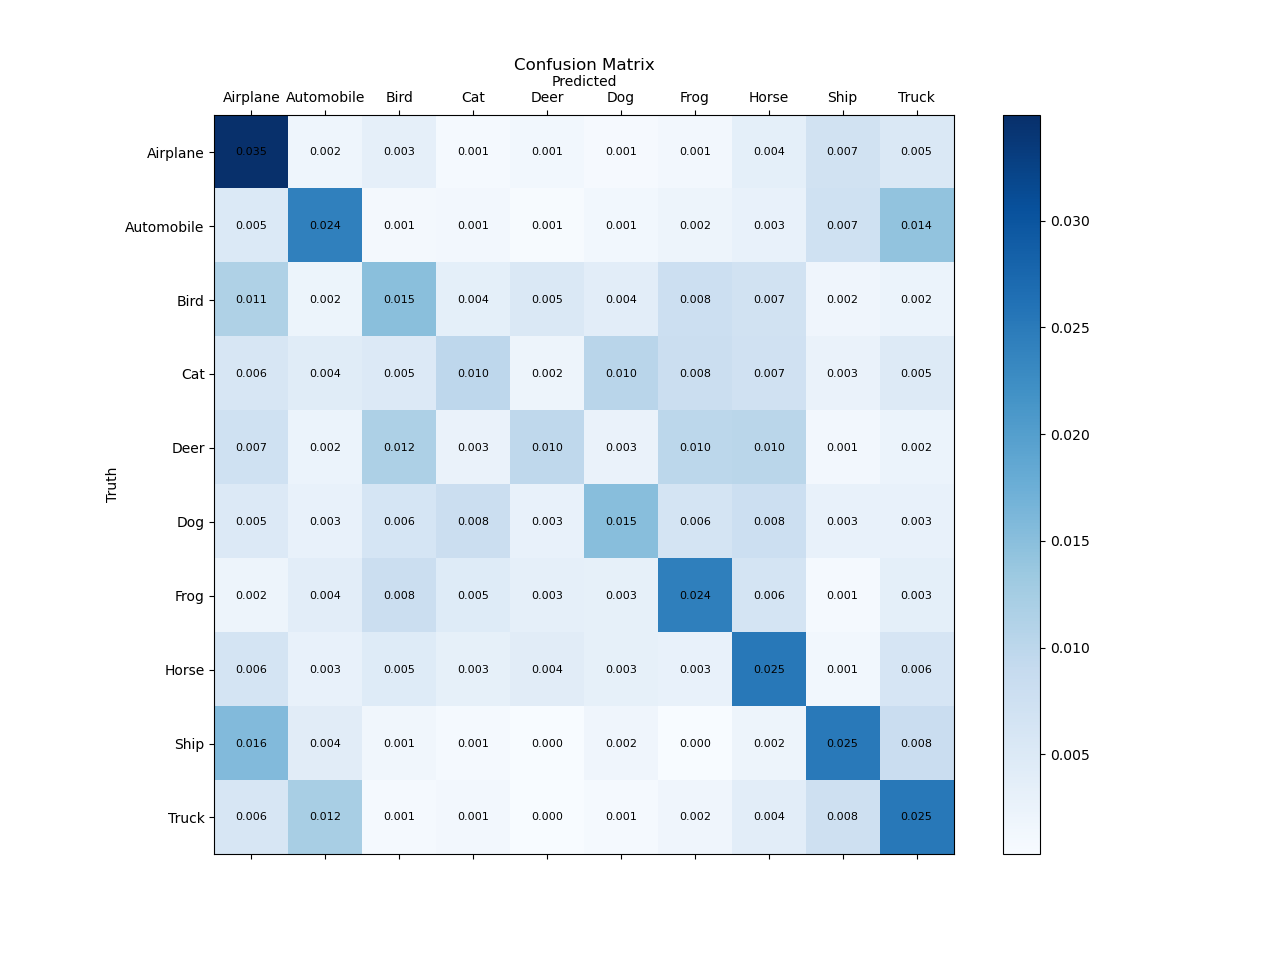 Confusion Matrix
Predicted
Airplane Automobile Bird Cat Deer Dog Frog Horse Ship Truck
Airplane 0.035 0.002 0.003 0.001 0.001 0.001 0.001 0.004 0.007 0.005
Automobile 0.005 0.024 0.001 0.001 0.001 0.001 0.002 0.003 0.007 0.014
Bird 0.011 0.002 0.015 0.004 0.005 0.004 0.008 0.007 0.002 0.002
Cat 0.006 0.004 0.005 0.010 0.002 0.010 0.008 0.007 0.003 0.005
Deer 0.007 0.002 0.012 0.003 0.010 0.003 0.010 0.010 0.001 0.002
Truth
Dog 0.005 0.003 0.006 0.008 0.003 0.015 0.006 0.008 0.003 0.003
Frog 0.002 0.004 0.008 0.005 0.003 0.003 0.024 0.006 0.001 0.003
Horse 0.006 0.003 0.005 0.003 0.004 0.003 0.003 0.025 0.001 0.006
Ship 0.016 0.004 0.001 0.001 0.000 0.002 0.000 0.002 0.025 0.008
Truck 0.006 0.012 0.001 0.001 0.000 0.001 0.002 0.004 0.008 0.025
0.030
0.025
0.020
0.015
0.010
0.005